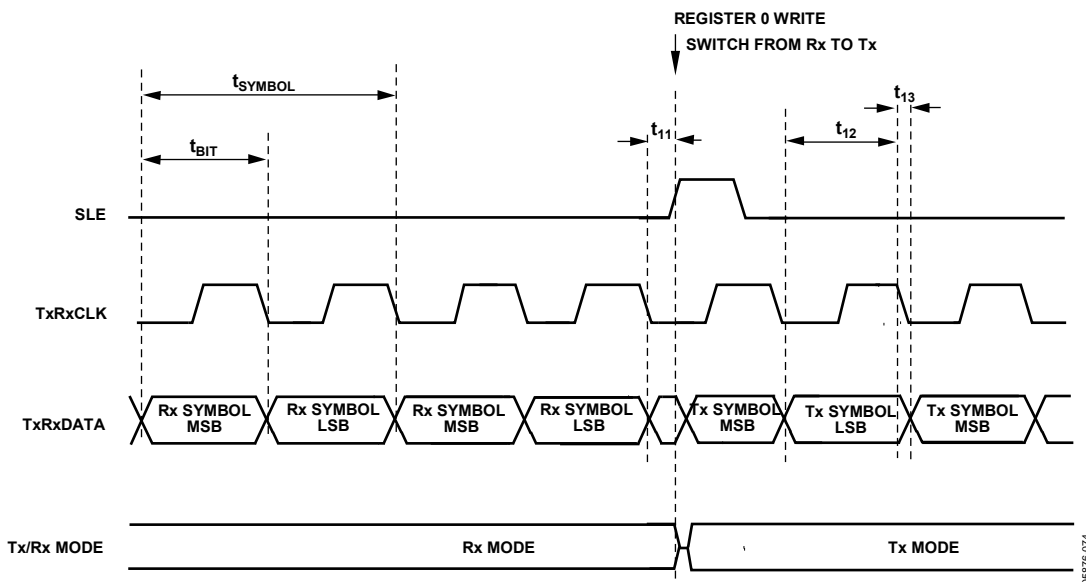 REGISTER 0 WRITE
SWITCH FROM Rx TO Tx
tSYMBOL
t13
t11
t12
tBIT
SLE
TxRxCLK
Rx SYMBOL MSB
Rx SYMBOL LSB
Rx SYMBOL MSB
Rx SYMBOL LSB
Tx SYMBOL MSB
Tx SYMBOL LSB
Tx SYMBOL MSB
TxRxDATA
Tx/Rx MODE
Rx MODE
Tx MODE
05876-074